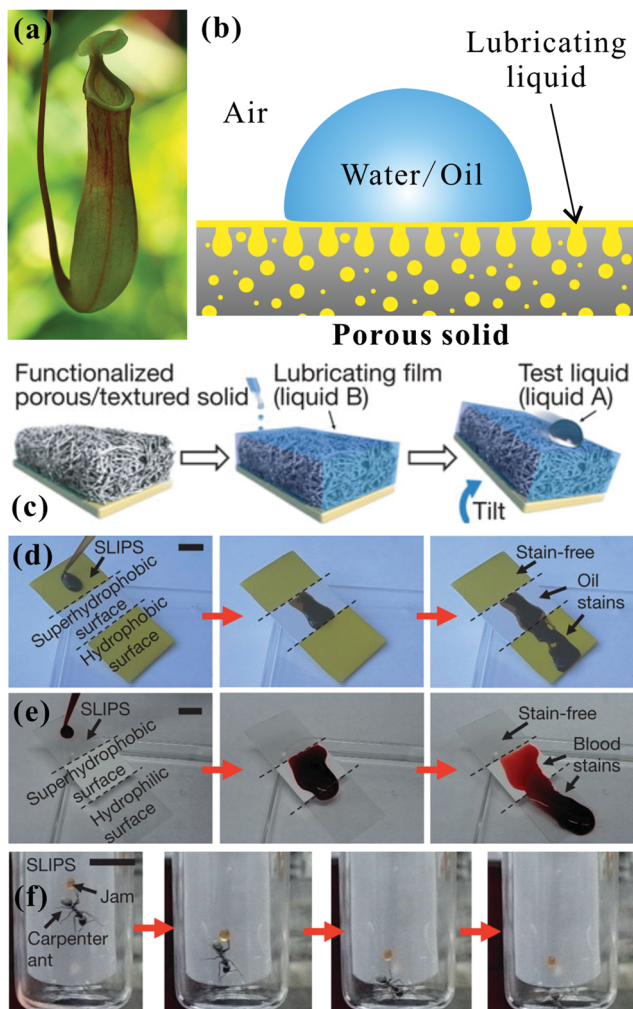 (a)
(b)
Lubricating
liquid
Air
Water/Oil
Porous solid
Functionalized
porous/textured solid
Lubricating film
(liquid B)
Test liquid
(liquid A)
Tilt
(c)
(d)
SLIPS
Superhydrophobic
surface
Hydrophobic
surface
Stain-free
Oil
stains
(e)
SLIPS
Superhydrophobic
surface
Hydrophilic
surface
Stain-free
Blood
stains
SLIPS
Jam
(f)
Carpenter
ant